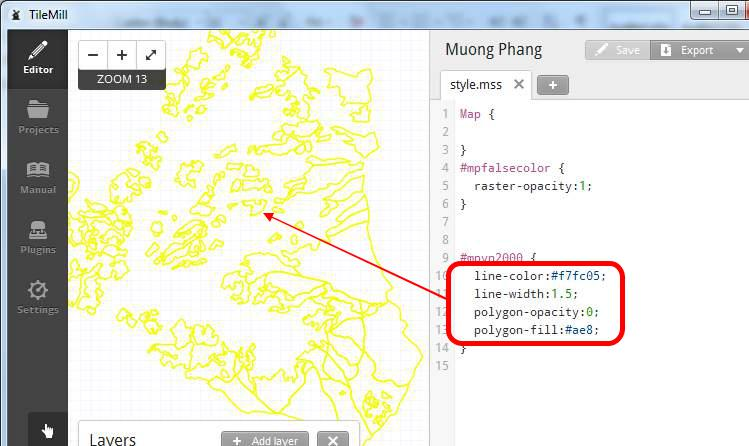 TileMill
Editor
Projects
Manual
Plugins
Settings
− + 
ZOOM 13
Layers
+ Add layer ×
Muong Phang
Save
Export
style.mss ×
+
1 Map {
2
3 }
4 #mpfalsecolor {
5 raster-opacity:1;
6 }
7
8
9 #mpvn2000 {
10 line-color:#f7fc05;
11 line-width:1.5;
12 polygon-opacity:0;
13 polygon-fill:#ae8;
14 }
15